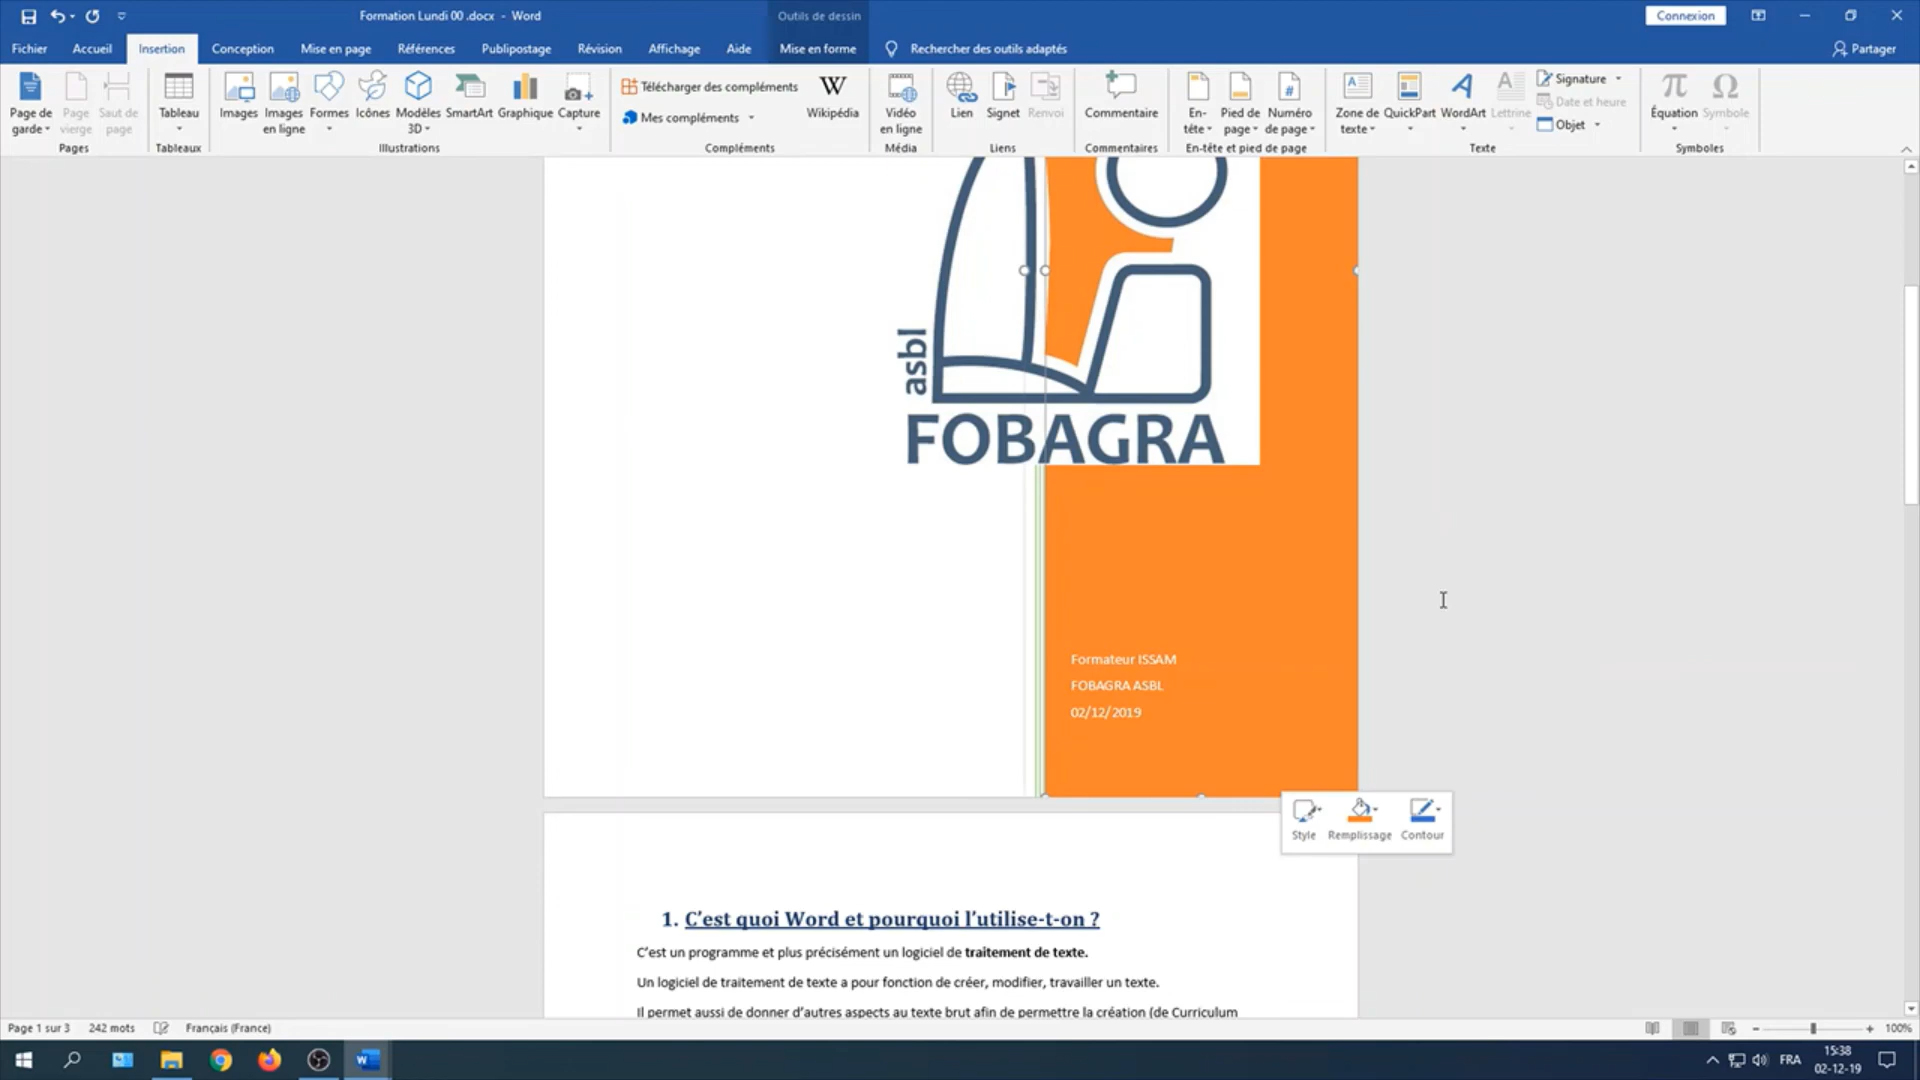 Formation Lundi 00 .docx - Word
Outils de dessin
Connexion
Fichier
Accueil
Insertion
Conception
Mise en page
Références
Publipostage
Révision
Affichage
Aide
Mise en forme
Rechercher des outils adaptés
Partager
Page de garde
Page vierge
Saut de page
Pages
Tableau
Tableaux
Images
Images en ligne
Formes
Icônes
Modèles 3D
SmartArt
Graphique
Capture
Illustrations
Télécharger des compléments
Mes compléments
W
Wikipédia
Compléments
Vidéo en ligne
Média
Lien
Signet
Renvoi
Liens
Commentaire
Commentaires
En-tête
Pied de page
#
Numéro de page
En-tête et pied de page
A
Zone de texte
QuickPart
A
WordArt
A
Lettrine
Signature
Date et heure
Objet
Texte
π
Équation
Ω
Symbole
Symboles
asbl
FOBAGRA
Formateur ISSAM
FOBAGRA ASBL
02/12/2019
Style
Remplissage
Contour
1. C'est quoi Word et pourquoi l'utilise-t-on ?
C'est un programme et plus précisément un logiciel de traitement de texte.
Un logiciel de traitement de texte a pour fonction de créer, modifier, travailler un texte.
Il permet aussi de donner d'autres aspects au texte brut afin de permettre la création (de Curriculum
Page 1 sur 3
242 mots
Français (France)
100%
FRA
15:38
02-12-19